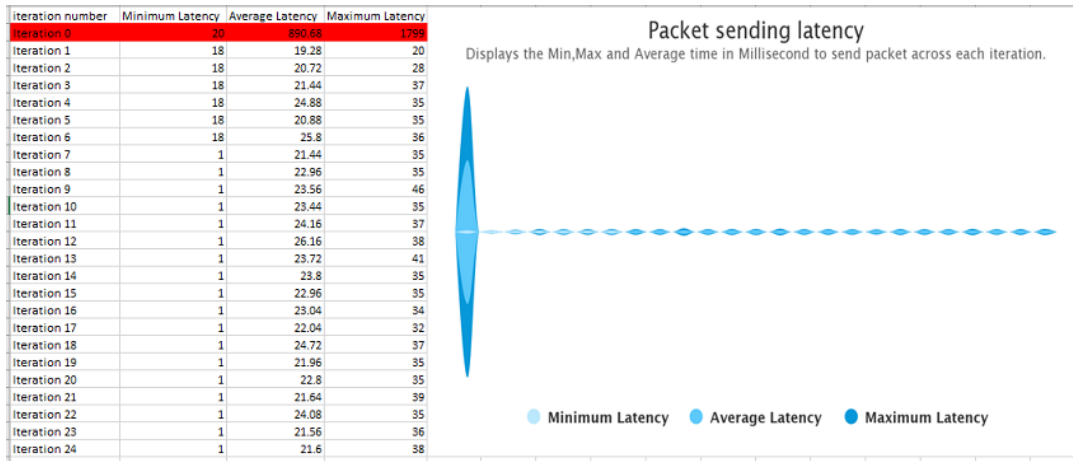 iteration number Minimum Latency Average Latency Maximum Latency
Iteration 0 20 890.68 1799
Iteration 1 18 19.28 20
Iteration 2 18 20.72 28
Iteration 3 18 21.44 37
Iteration 4 18 24.88 35
Iteration 5 18 20.88 35
Iteration 6 18 25.8 36
Iteration 7 1 21.44 35
Iteration 8 1 22.96 35
Iteration 9 1 23.56 46
Iteration 10 1 23.44 35
Iteration 11 1 24.16 37
Iteration 12 1 26.16 38
Iteration 13 1 23.72 41
Iteration 14 1 23.8 35
Iteration 15 1 22.96 35
Iteration 16 1 23.04 34
Iteration 17 1 22.04 32
Iteration 18 1 24.72 37
Iteration 19 1 21.96 35
Iteration 20 1 22.8 35
Iteration 21 1 21.64 39
Iteration 22 1 24.08 35
Iteration 23 1 21.56 36
Iteration 24 1 21.6 38
Packet sending latency
Displays the Min,Max and Average time in Millisecond to send packet across each iteration.
Minimum Latency Average Latency Maximum Latency